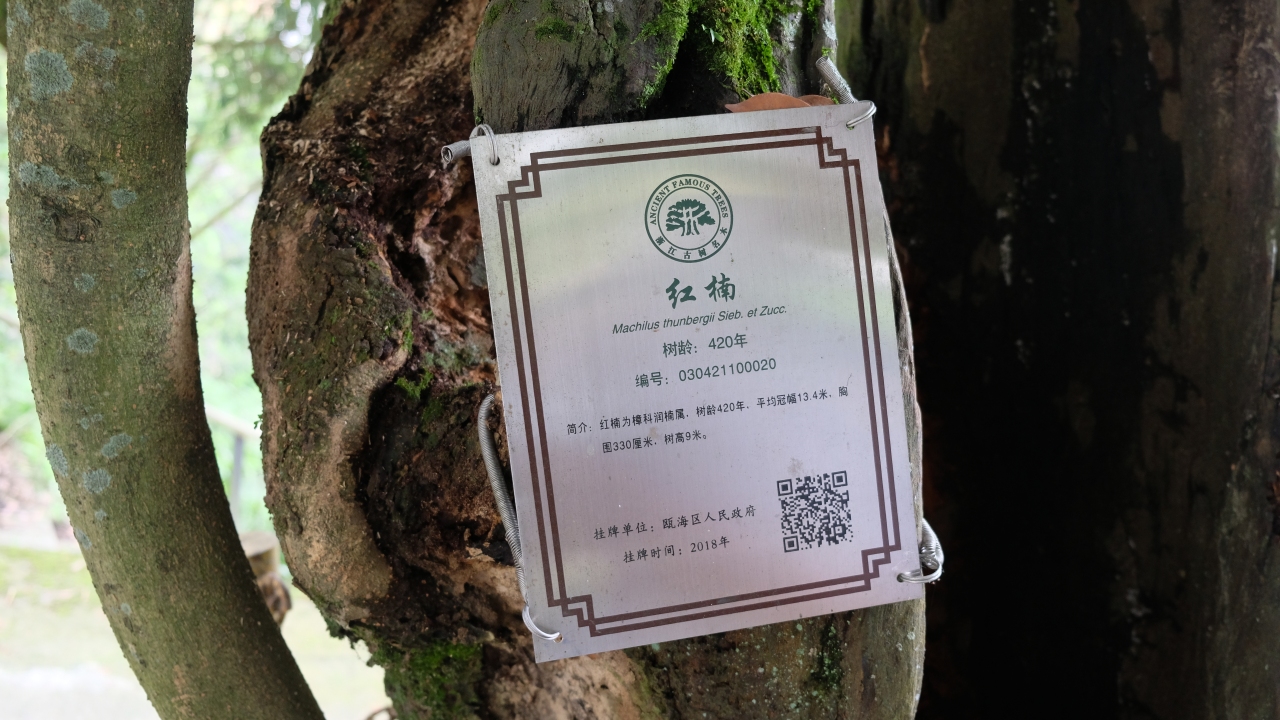 ANCIENT FAMOUS TREES
浙江古树名木
红楠
Machilus thunbergii Sieb. et Zucc.
树龄：420年
编号：030421100020
简介：红楠为樟科润楠属，树龄420年，平均冠幅13.4米，胸
围330厘米，树高9米。
挂牌单位：瓯海区人民政府
挂牌时间：2018年